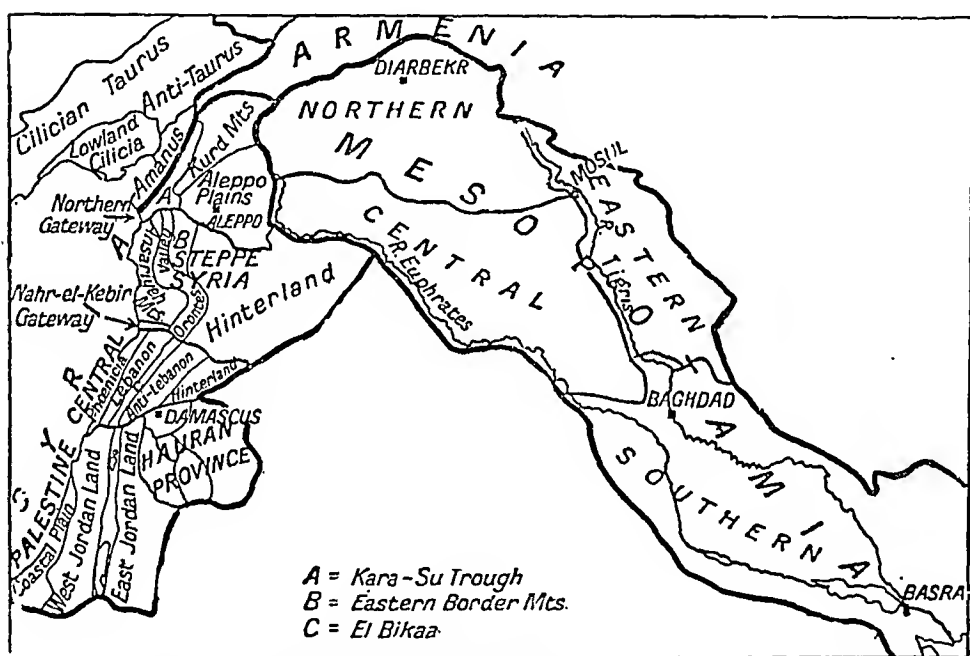 ARMENIA
DIARBEKR
Cilician Taurus
Anti-Taurus
Lowland
Cilicia
Amanus
Kurd Mts
A
Aleppo
Plains
ALEPPO
Northern
Gateway
NORTHERN
MESOPOTAMIA
MOSUL
EASTERN
R. Tigris
CENTRAL
R. Euphrates
SYRIA
Valley
B
STEPPE
SYRIA
Orontes
Hinterland
Nahr-el-Kebir
Gateway
CENTRAL
Phoenicia
Lebanon
Anti-Lebanon
Hinterland
DAMASCUS
HAURAN
PROVINCE
PALESTINE
Coastal Plain
West Jordan Land
East Jordan Land
BAGHDAD
SOUTHERN
BASRA
A = Kara-Su Trough
B = Eastern Border Mts.
C = El Bikaa